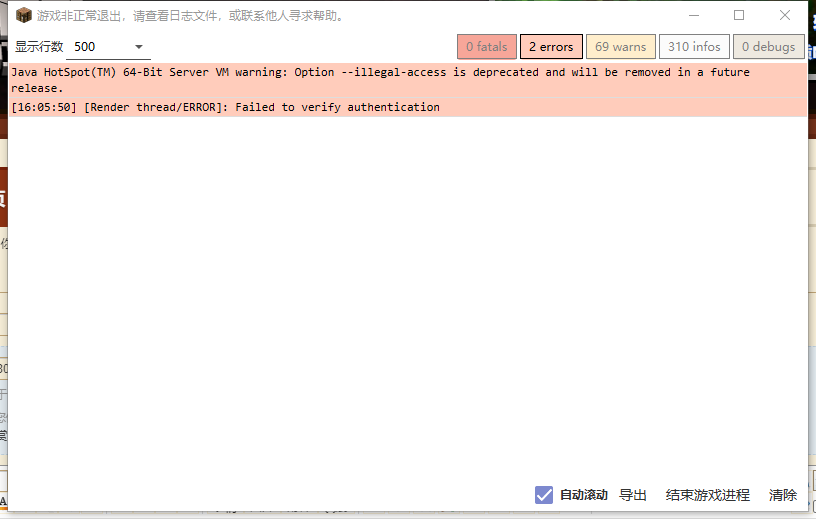 游戏非正常退出，请查看日志文件，或联系他人寻求帮助。
显示行数 500 0 fatals 2 errors 69 warns 310 infos 0 debugs
Java HotSpot(TM) 64-Bit Server VM warning: Option --illegal-access is deprecated and will be removed in a future
release.
[16:05:50] [Render thread/ERROR]: Failed to verify authentication
自动滚动 导出 结束游戏进程 清除